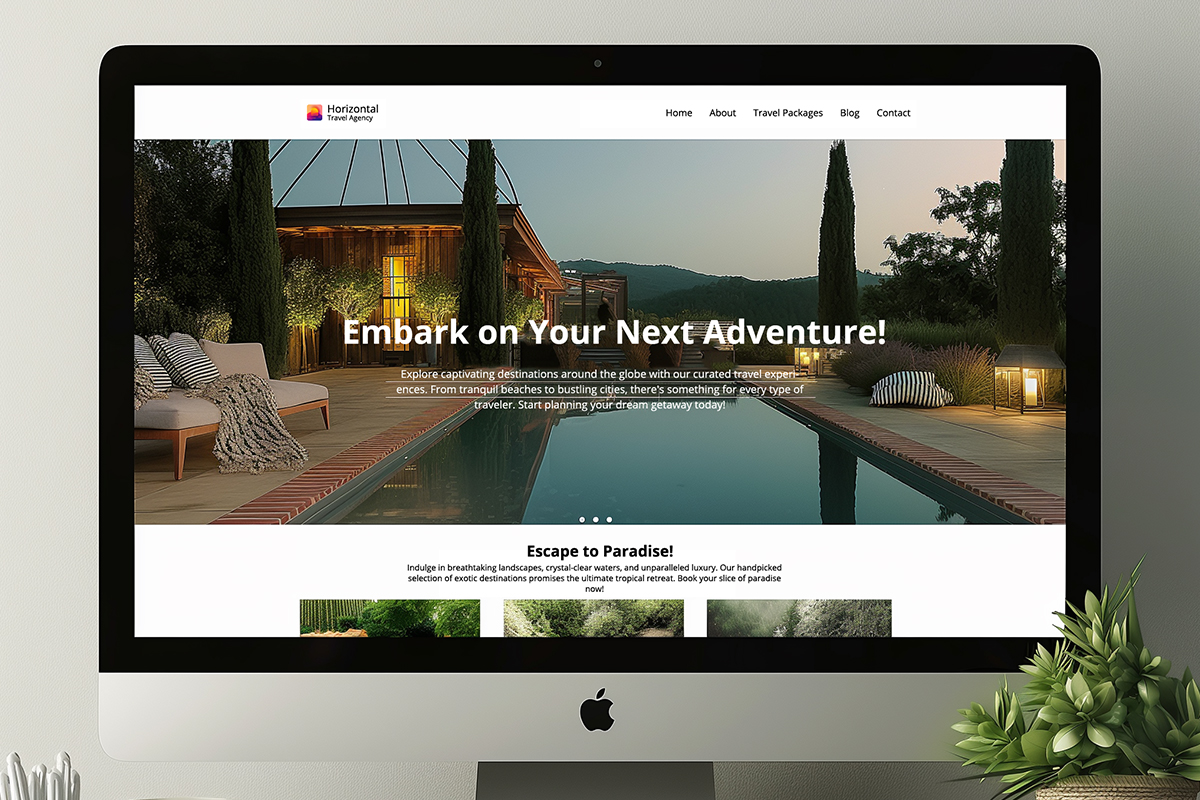 Horizontal
Travel Agency
Home About Travel Packages Blog Contact
Embark on Your Next Adventure!
Explore captivating destinations around the globe with our curated travel experi-
ences. From tranquil beaches to bustling cities, there's something for every type of
traveler. Start planning your dream getaway today!
Escape to Paradise!
Indulge in breathtaking landscapes, crystal-clear waters, and unparalleled luxury. Our handpicked
selection of exotic destinations promises the ultimate tropical retreat. Book your slice of paradise
now!